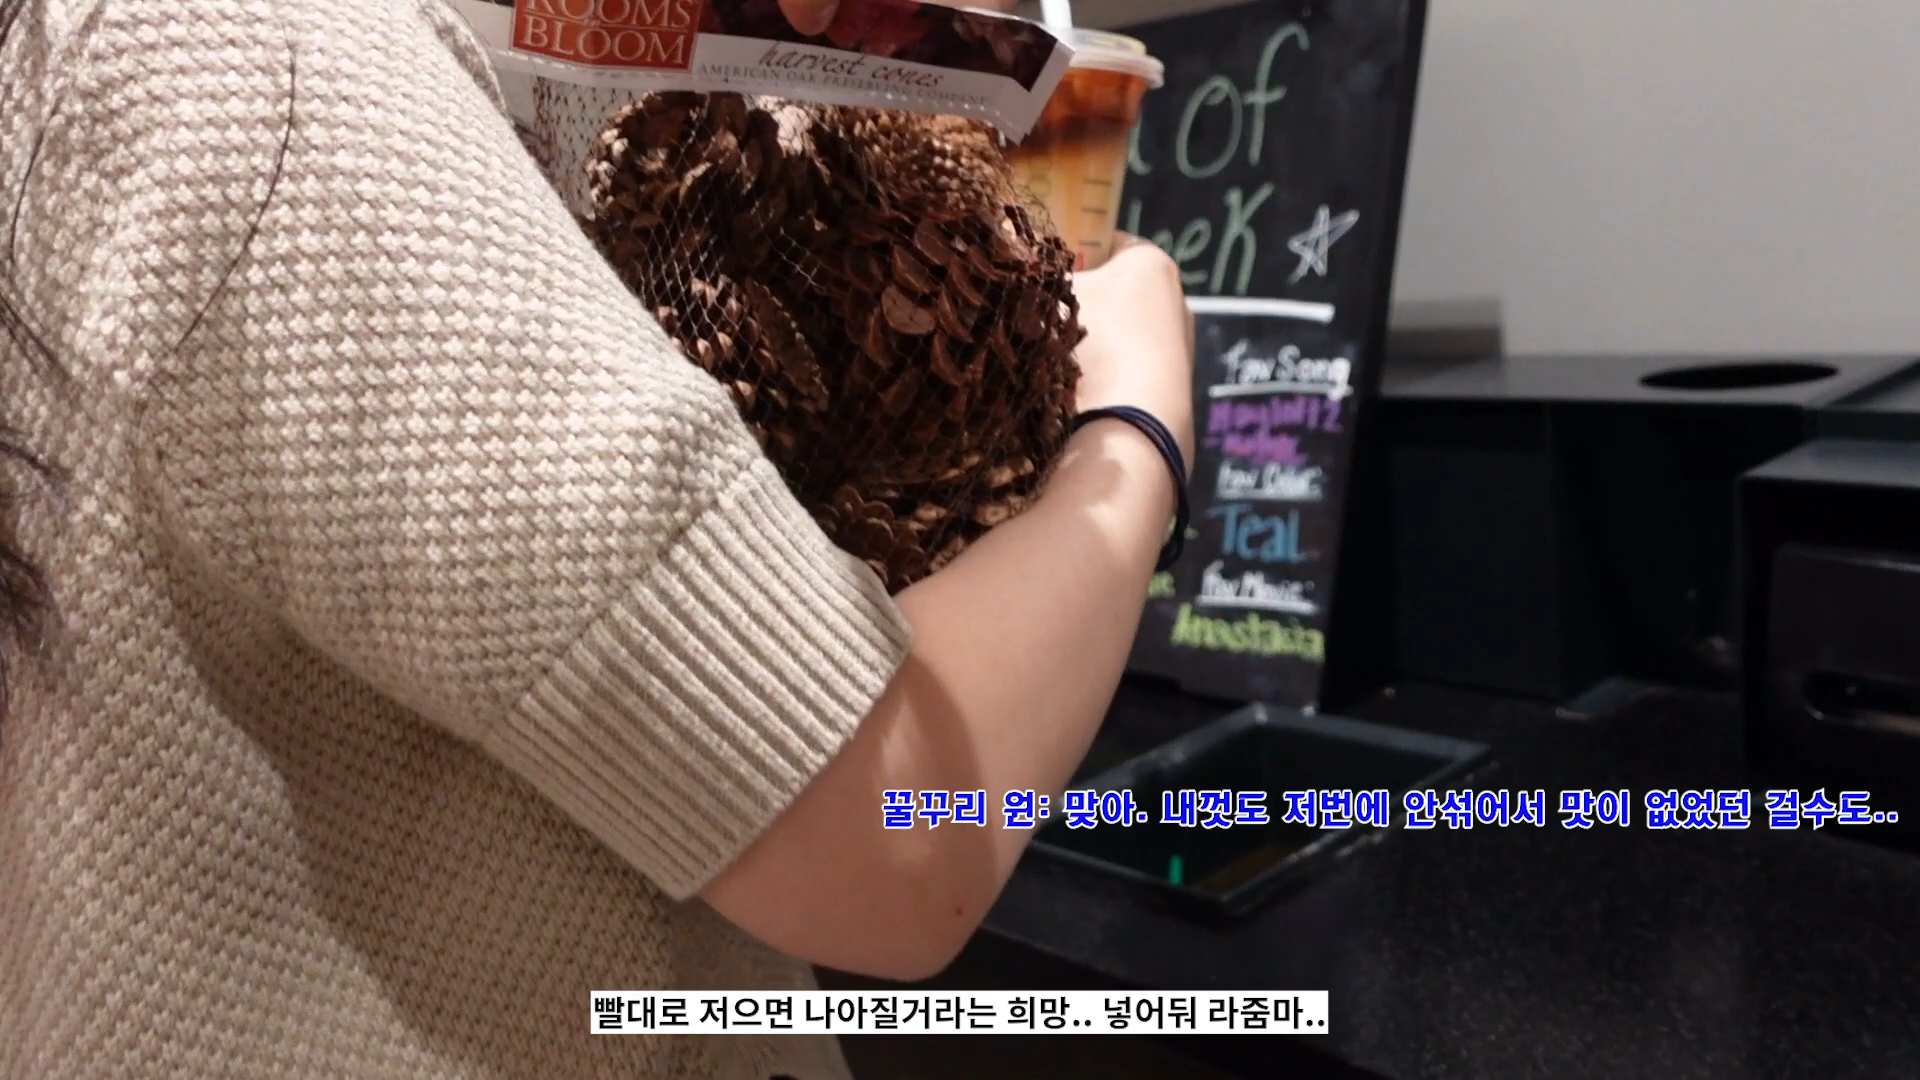 ROOMS
BLOOM
harvest cones
AMERICAN OAK PRESERVING COMPANY
of
Fav Song
Teal
Fav Movie:
Anastasia
꿀꾸리 원: 맞아. 내껏도 저번에 안섞어서 맛이 없었던 걸수도..
빨대로 저으면 나아질거라는 희망.. 넣어둬 라줌마..